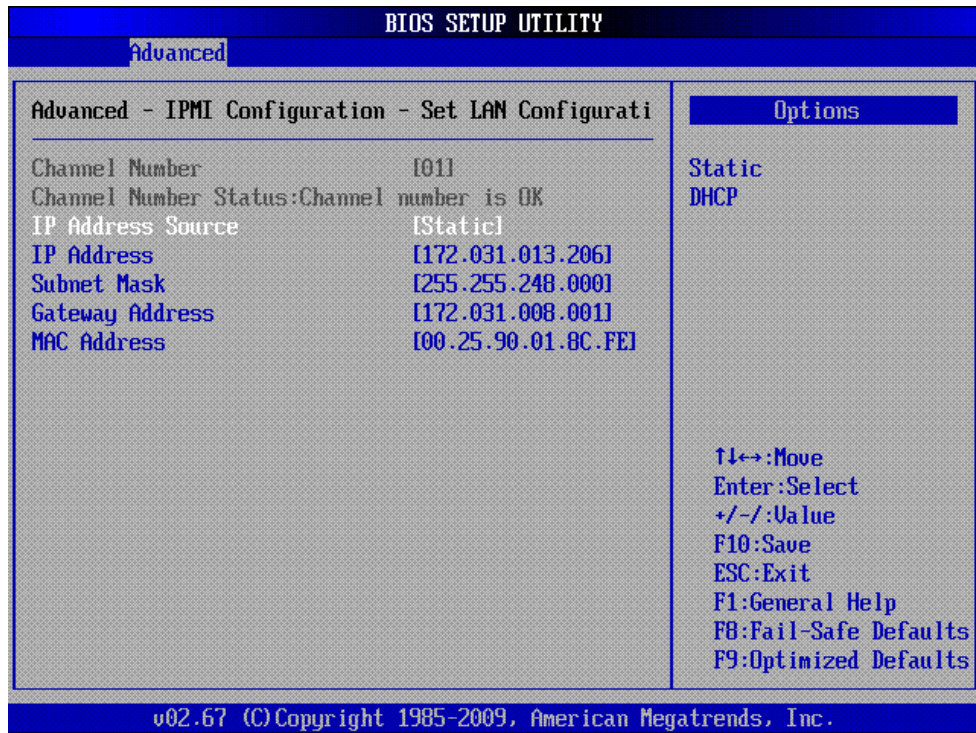 BIOS SETUP UTILITY
Advanced
Advanced - IPMI Configuration - Set LAN Configurati
Channel Number [01]
Channel Number Status:Channel number is OK
IP Address Source [Static]
IP Address [172.031.013.206]
Subnet Mask [255.255.248.000]
Gateway Address [172.031.008.001]
MAC Address [00.25.90.01.8C.FE]
Options
Static
DHCP
↑↓←→:Move
Enter:Select
+/-/:Value
F10:Save
ESC:Exit
F1:General Help
F8:Fail-Safe Defaults
F9:Optimized Defaults
v02.67 (C)Copyright 1985-2009, American Megatrends, Inc.